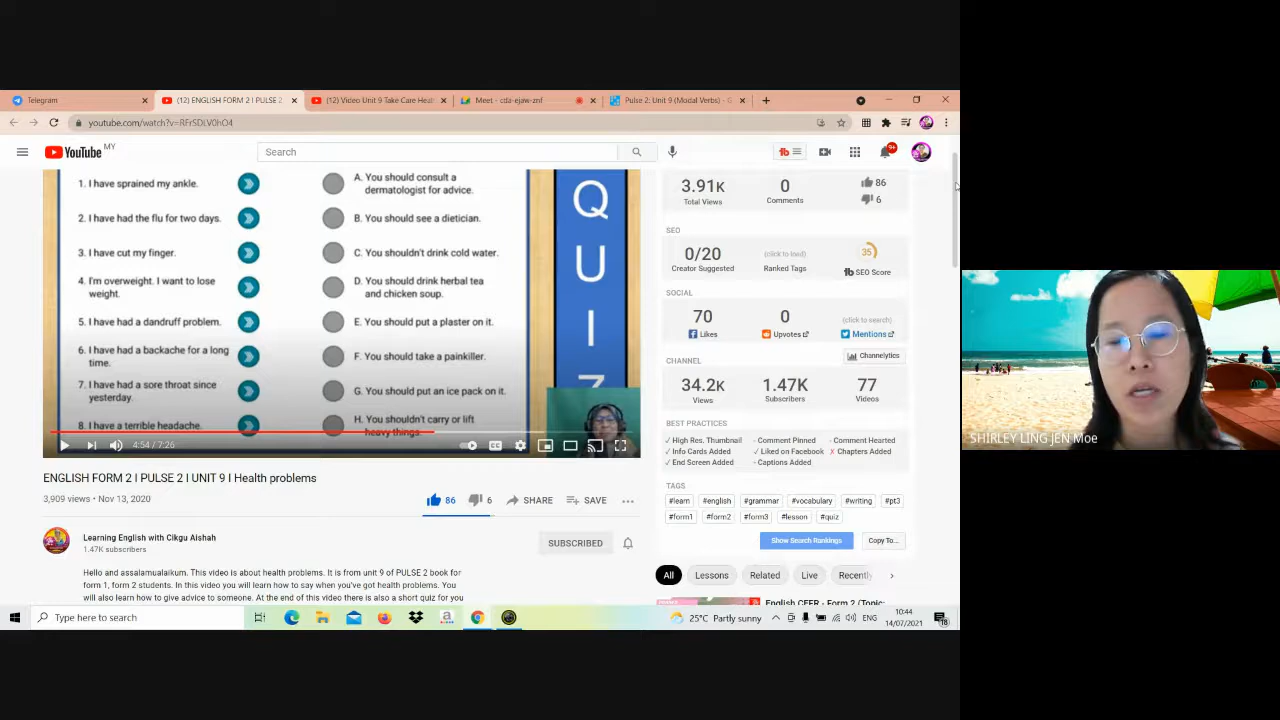 Telegram
(12) ENGLISH FORM 2 I PULSE 2
(12) Video Unit 9 Take Care Heal
Meet - cda-ejaw-znf
Pulse 2: Unit 9 (Modal Verbs) - G
youtube.com/watch?v=RFrSDLV0hO4
YouTube MY
Search
9+
1. I have sprained my ankle.
2. I have had the flu for two days.
3. I have cut my finger.
4. I'm overweight. I want to lose
weight.
5. I have had a dandruff problem.
6. I have had a backache for a long
time.
7. I have had a sore throat since
yesterday.
8. I have a terrible headache.
A. You should consult a
dermatologist for advice.
B. You should see a dietician.
C. You shouldn't drink cold water.
D. You should drink herbal tea
and chicken soup.
E. You should put a plaster on it.
F. You should take a painkiller.
G. You should put an ice pack on it.
H. You shouldn't carry or lift
heavy things.
Q
U
I
Z
4:54 / 7:26
ENGLISH FORM 2 I PULSE 2 I UNIT 9 I Health problems
3,909 views • Nov 13, 2020
86
6
SHARE
SAVE
Learning English with Cikgu Aishah
1.47K subscribers
SUBSCRIBED
Hello and assalamualaikum. This video is about health problems. It is from unit 9 of PULSE 2 book for
form 1, form 2 students. In this video you will learn how to say when you've got health problems. You
will also learn how to give advice to someone. At the end of this video there is also a short quiz for you
3.91K
Total Views
0
Comments
86
6
SEO
0/20
Creator Suggested
(click to load)
Ranked Tags
35
tb SEO Score
SOCIAL
70
Likes
0
Upvotes
(click to search)
Mentions
CHANNEL
Channelytics
34.2K
Views
1.47K
Subscribers
77
Videos
BEST PRACTICES
✓ High Res. Thumbnail
- Comment Pinned
- Comment Hearted
✓ Info Cards Added
✓ Liked on Facebook
x Chapters Added
✓ End Screen Added
- Captions Added
TAGS
#learn
#english
#grammar
#vocabulary
#writing
#pt3
#form1
#form2
#form3
#lesson
#quiz
Show Search Rankings
Copy To...
All
Lessons
Related
Live
Recently
English CEFR - Form 2 (Topic:
Type here to search
25°C Partly sunny
ENG
10:44
14/07/2021
SHIRLEY LING JEN Moe